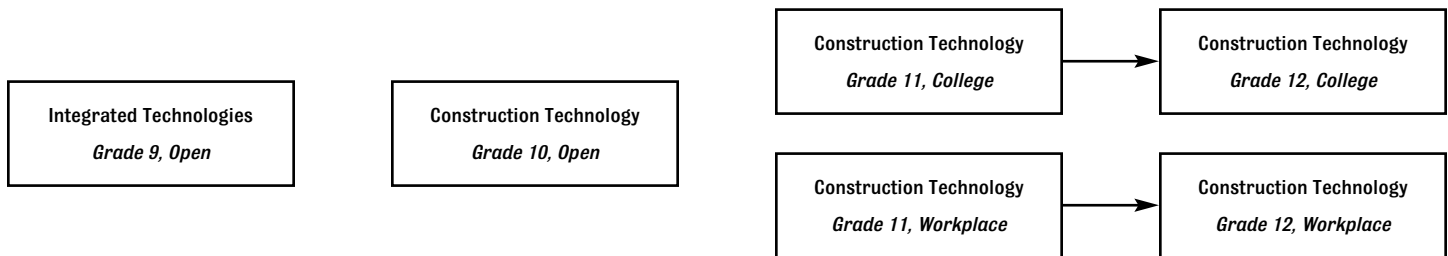 Integrated Technologies
Grade 9, Open
Construction Technology
Grade 10, Open
Construction Technology
Grade 11, College
Construction Technology
Grade 12, College
Construction Technology
Grade 11, Workplace
Construction Technology
Grade 12, Workplace